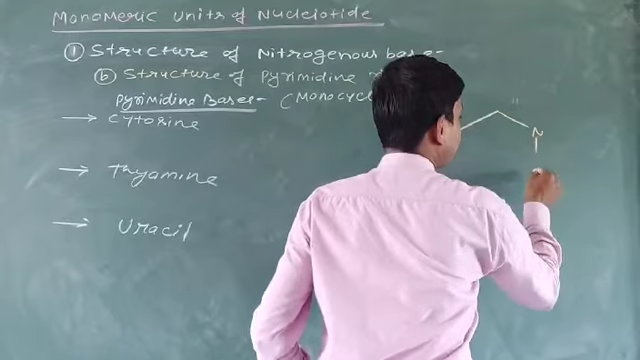 Monomeric Units of Nucleotide
① Structure of Nitrogenous base-
ⓑ Structure of Pyrimidine
Pyrimidine Bases- (Monocycl
→ Cytosine
→ Thyamine
→ Uracil
N